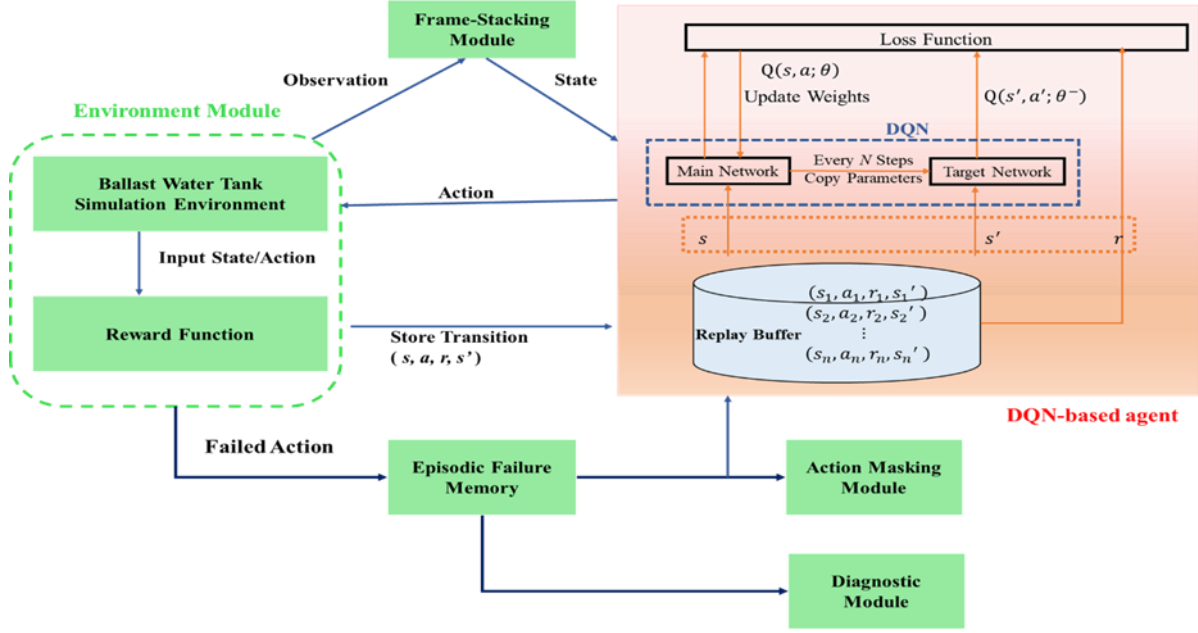 Frame-Stacking
Module
Observation
State
Environment Module
Ballast Water Tank
Simulation Environment
Input State/Action
Reward Function
Action
Store Transition
( s, a, r, s’ )
Loss Function
Q(s, a; θ)
Update Weights
Q(s′, a′; θ⁻)
DQN
Main Network
Every N Steps
Copy Parameters
Target Network
s
s′
r
Replay Buffer
(s₁, a₁, r₁, s₁′)
(s₂, a₂, r₂, s₂′)
⋮
(sₙ, aₙ, rₙ, sₙ′)
DQN-based agent
Failed Action
Episodic Failure
Memory
Action Masking
Module
Diagnostic
Module